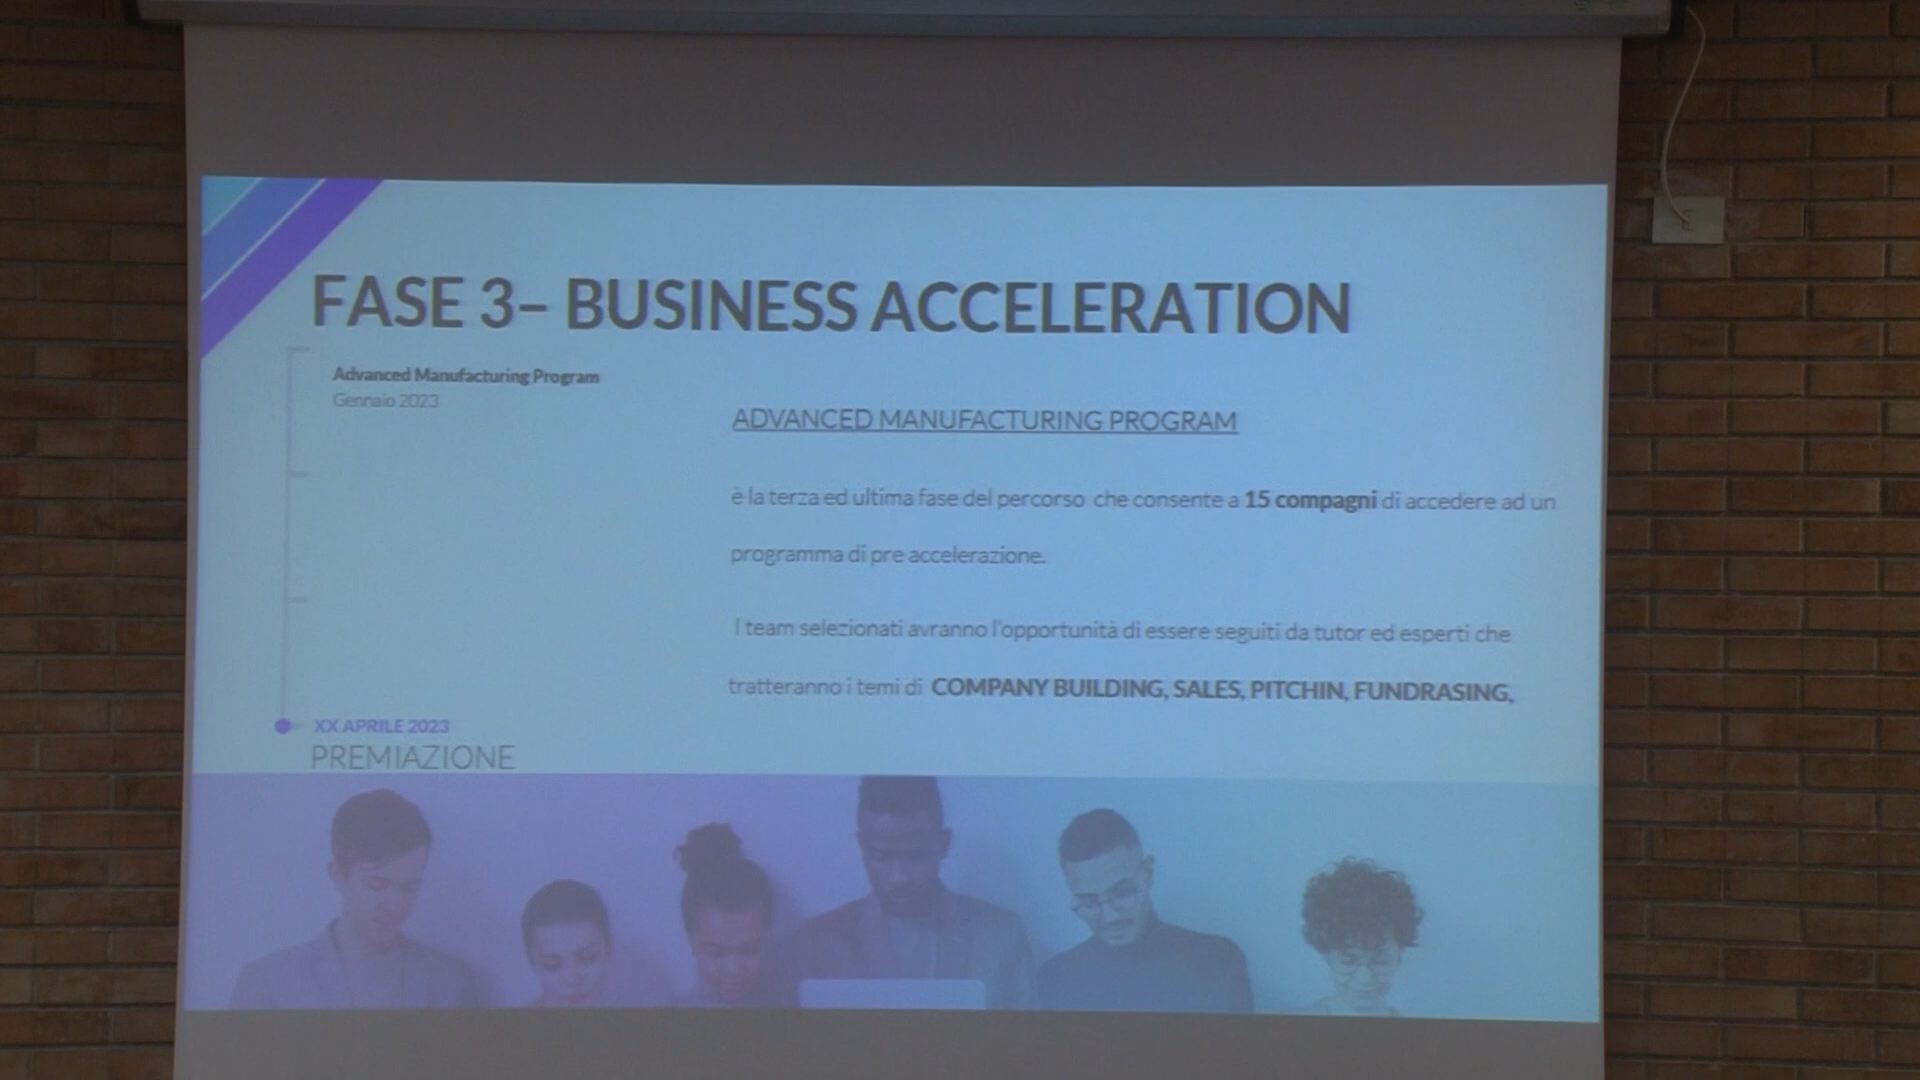 FASE 3– BUSINESS ACCELERATION
Advanced Manufacturing Program
Gennaio 2023
ADVANCED MANUFACTURING PROGRAM
è la terza ed ultima fase del percorso che consente a 15 compagni di accedere ad un
programma di pre accelerazione.
I team selezionati avranno l'opportunità di essere seguiti da tutor ed esperti che
tratteranno i temi di COMPANY BUILDING, SALES, PITCHIN, FUNDRASING,
XX APRILE 2023
PREMIAZIONE